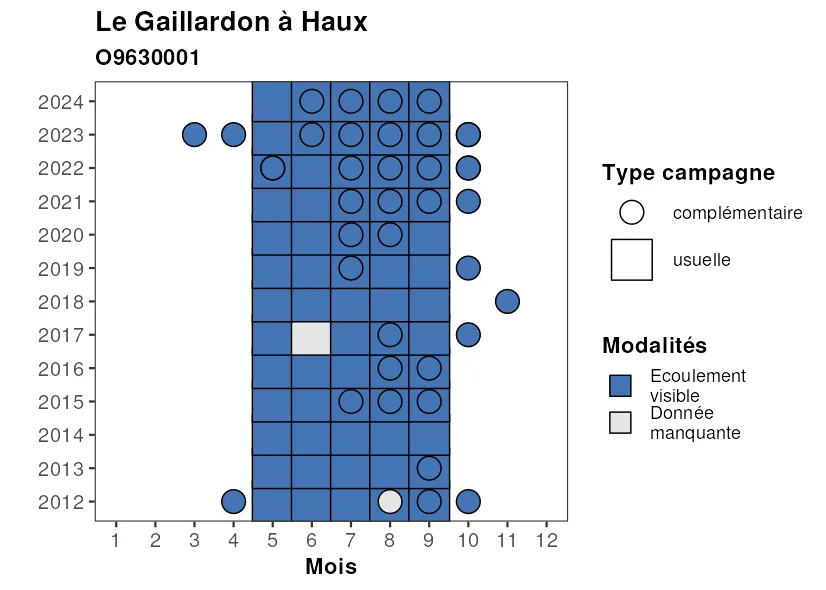 Le Gaillardon à Haux
O9630001
2024
2023
2022
2021
2020
2019
2018
2017
2016
2015
2014
2013
2012
1 2 3 4 5 6 7 8 9 10 11 12
Mois
Type campagne
complémentaire
usuelle
Modalités
Ecoulement
visible
Donnée
manquante